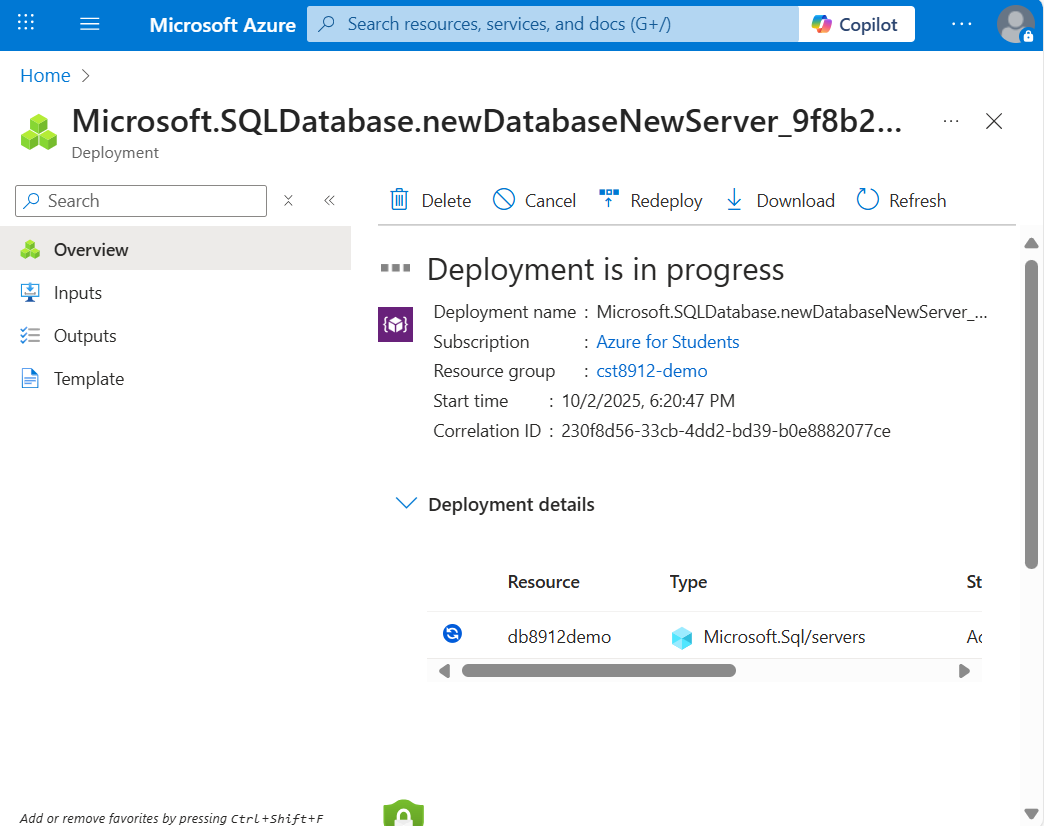 Microsoft Azure
Search resources, services, and docs (G+/)
Copilot
Home
Microsoft.SQLDatabase.newDatabaseNewServer_9f8b2...
Deployment
Search
Delete
Cancel
Redeploy
Download
Refresh
Overview
Inputs
Outputs
Template
Deployment is in progress
Deployment name : Microsoft.SQLDatabase.newDatabaseNewServer_...
Subscription : Azure for Students
Resource group : cst8912-demo
Start time : 10/2/2025, 6:20:47 PM
Correlation ID : 230f8d56-33cb-4dd2-bd39-b0e8882077ce
Deployment details
Resource Type St
db8912demo Microsoft.Sql/servers
Add or remove favorites by pressing Ctrl+Shift+F